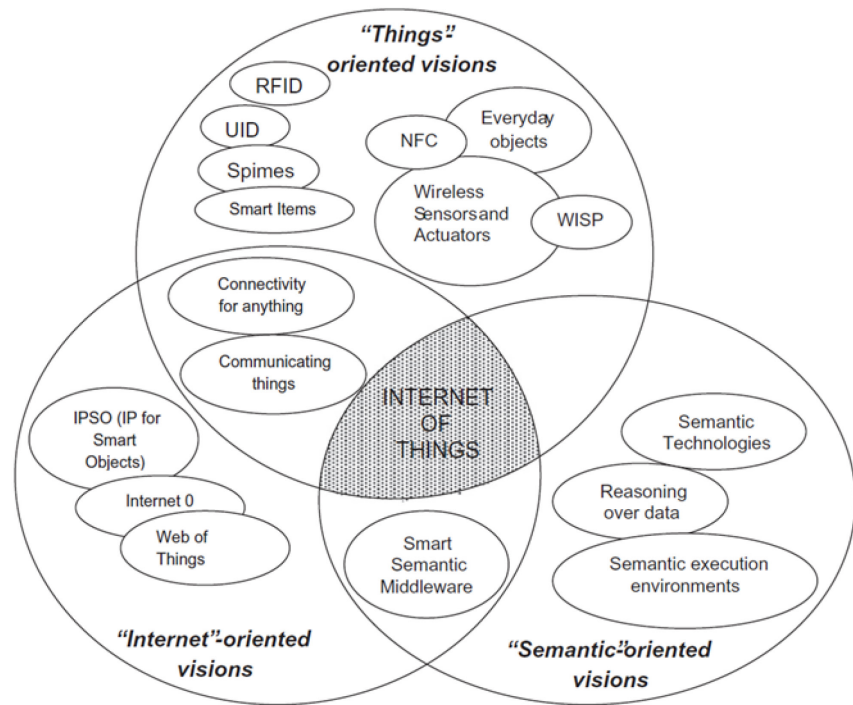 “Things”-
oriented visions
RFID
UID
Spimes
Smart Items
NFC
Everyday
objects
Wireless
Sensors and
Actuators
WISP
Connectivity
for anything
Communicating
things
INTERNET
OF
THINGS
IPSO (IP for
Smart
Objects)
Internet 0
Web of
Things
Smart
Semantic
Middleware
Semantic
Technologies
Reasoning
over data
Semantic execution
environments
“Internet”-oriented
visions
“Semantic”-oriented
visions